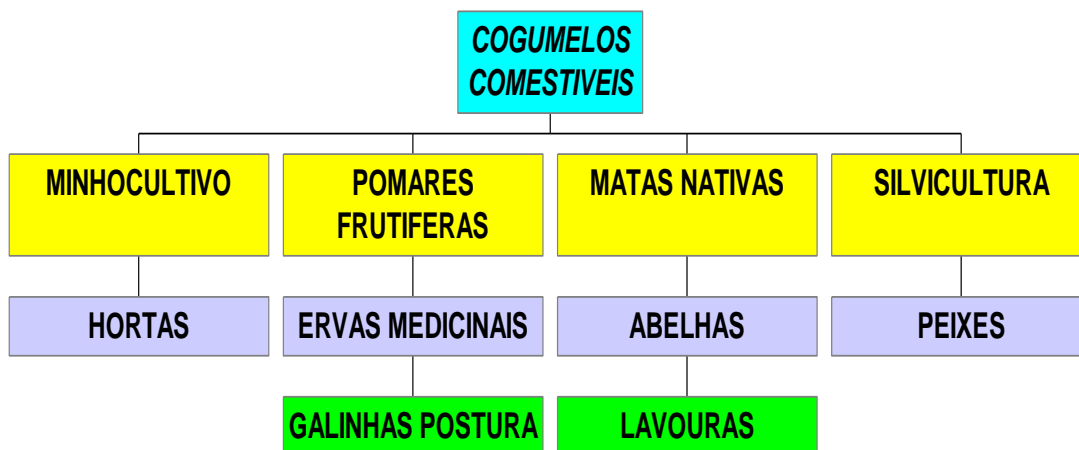 COGUMELOS
COMESTIVEIS
MINHOCULTIVO
POMARES
FRUTIFERAS
MATAS NATIVAS
SILVICULTURA
HORTAS
ERVAS MEDICINAIS
ABELHAS
PEIXES
GALINHAS POSTURA
LAVOURAS